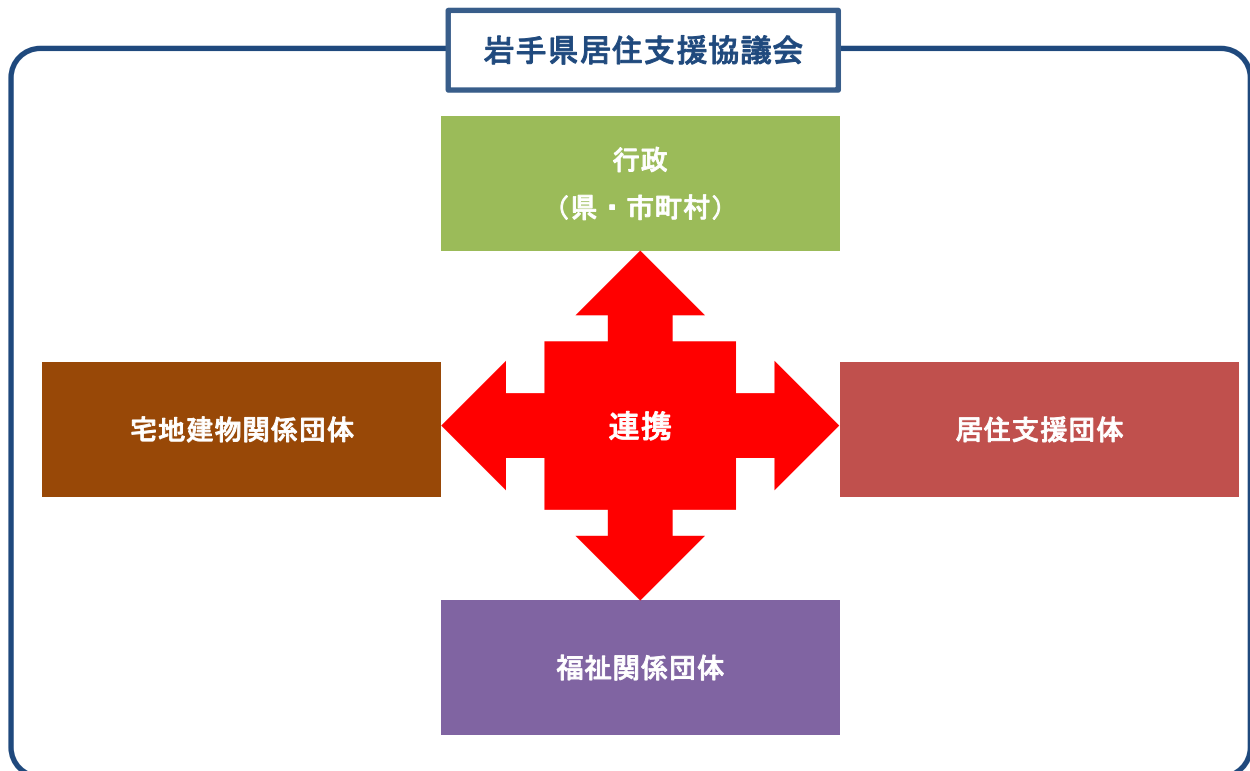 岩手県居住支援協議会
行政
（県・市町村）
宅地建物関係団体
連携
居住支援団体
福祉関係団体